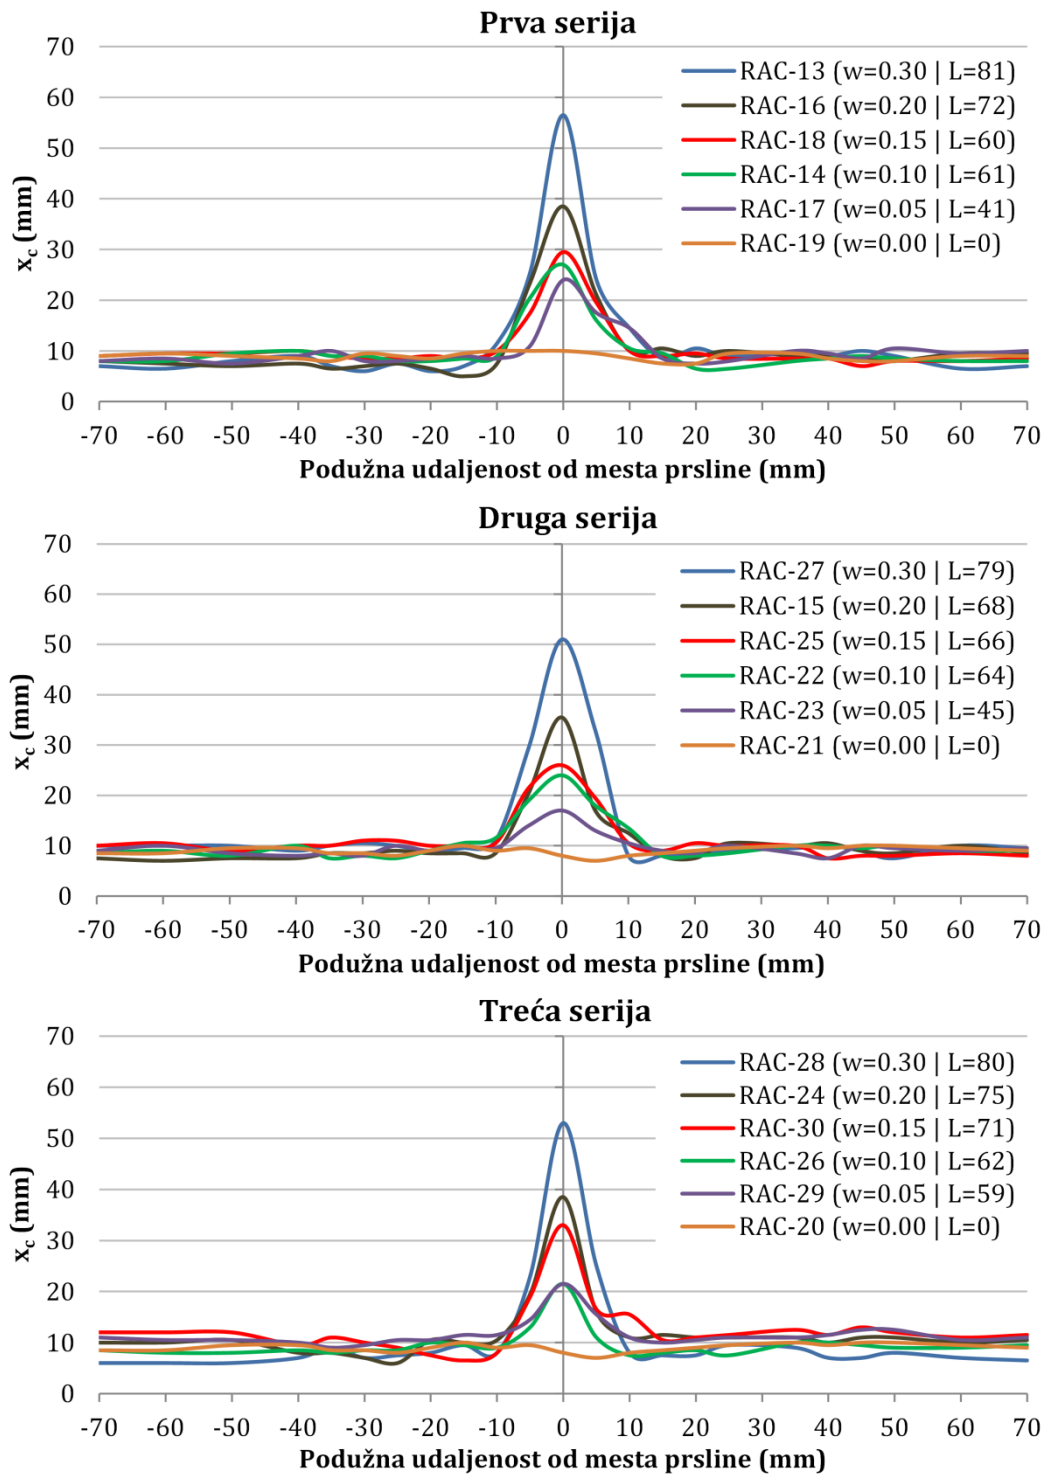 Prva serija
70
60
50
40
30
20
10
0
x_c (mm)
RAC-13 (w=0.30 | L=81)
RAC-16 (w=0.20 | L=72)
RAC-18 (w=0.15 | L=60)
RAC-14 (w=0.10 | L=61)
RAC-17 (w=0.05 | L=41)
RAC-19 (w=0.00 | L=0)
-70 -60 -50 -40 -30 -20 -10 0 10 20 30 40 50 60 70
Podužna udaljenost od mesta prsline (mm)
Druga serija
70
60
50
40
30
20
10
0
x_c (mm)
RAC-27 (w=0.30 | L=79)
RAC-15 (w=0.20 | L=68)
RAC-25 (w=0.15 | L=66)
RAC-22 (w=0.10 | L=64)
RAC-23 (w=0.05 | L=45)
RAC-21 (w=0.00 | L=0)
-70 -60 -50 -40 -30 -20 -10 0 10 20 30 40 50 60 70
Podužna udaljenost od mesta prsline (mm)
Treća serija
70
60
50
40
30
20
10
0
x_c (mm)
RAC-28 (w=0.30 | L=80)
RAC-24 (w=0.20 | L=75)
RAC-30 (w=0.15 | L=71)
RAC-26 (w=0.10 | L=62)
RAC-29 (w=0.05 | L=59)
RAC-20 (w=0.00 | L=0)
-70 -60 -50 -40 -30 -20 -10 0 10 20 30 40 50 60 70
Podužna udaljenost od mesta prsline (mm)